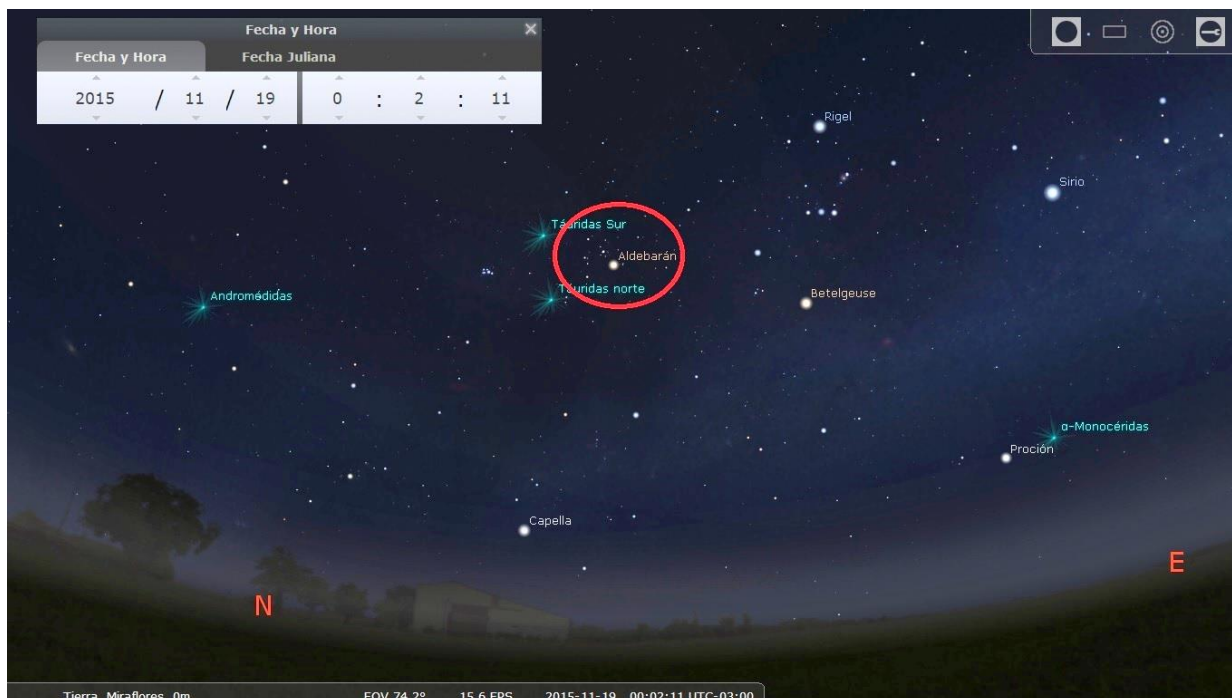 Fecha y Hora
Fecha y Hora Fecha Juliana
2015 / 11 / 19 0 : 2 : 11
Rigel
Sirio
Táuridas Sur
Aldebarán
Táuridas norte
Andromédidas
Betelgeuse
α-Monocéridas
Proción
Capella
E
N
Tierra, Miraflores, 0m FOV 74.2° 15.6 FPS 2015-11-19 00:02:11 UTC-03:00